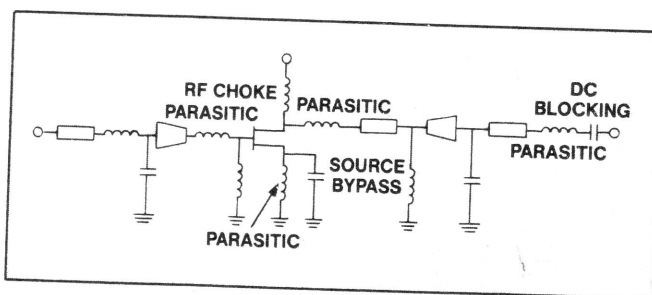 RF CHOKE
PARASITIC
PARASITIC
DC
BLOCKING
PARASITIC
SOURCE
BYPASS
PARASITIC